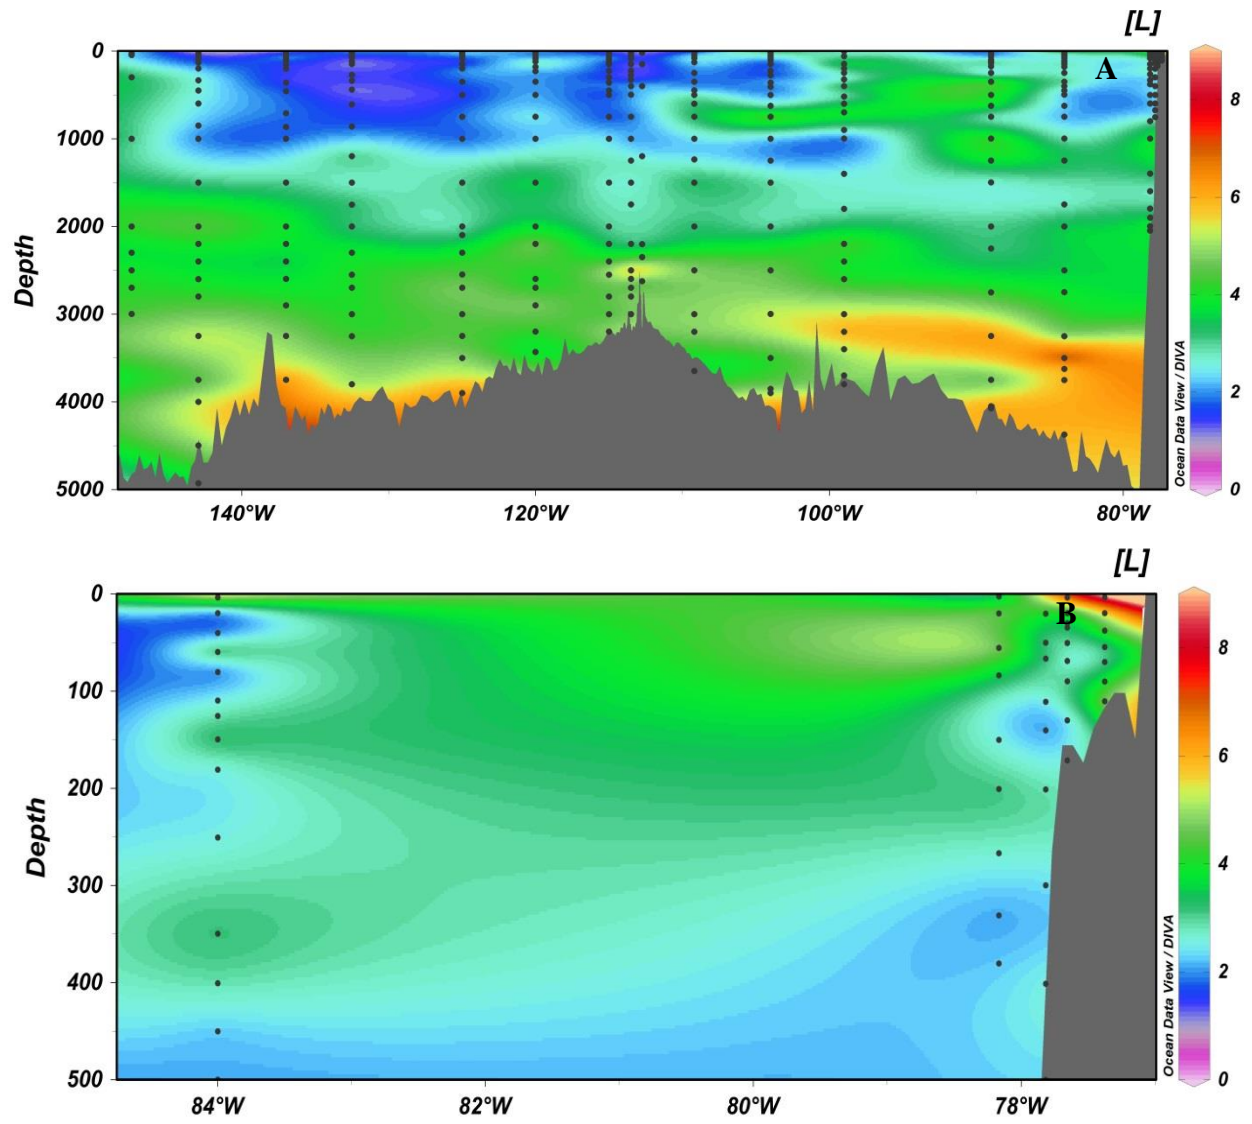 [L]
A
0
1000
2000
3000
4000
5000
Depth
140°W
120°W
100°W
80°W
8
6
4
2
0
Ocean Data View / DIVA
[L]
B
0
100
200
300
400
500
Depth
84°W
82°W
80°W
78°W
8
6
4
2
0
Ocean Data View / DIVA